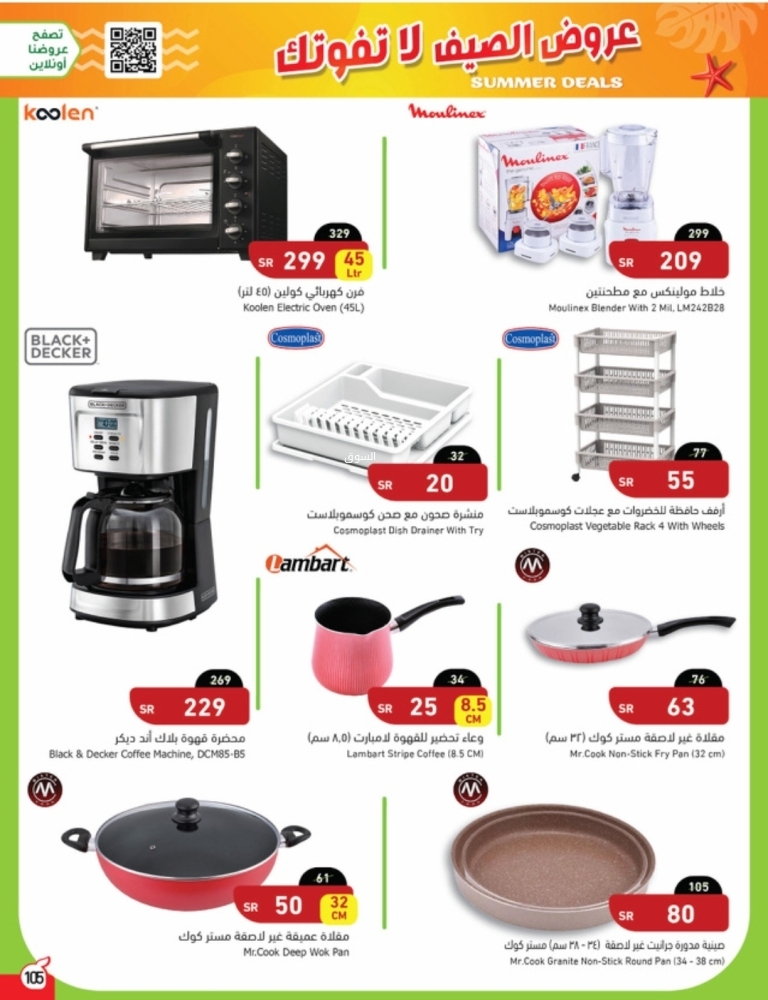 تصفح
عروضنا
أونلاين
عروض الصيف لا تفوتك
SUMMER DEALS
koolen
329
SR 299
45 Ltr
فرن كهربائي كولين (٤٥ لتر)
Koolen Electric Oven (45L)
Moulinex
Moulinex
299
SR 209
خلاط مولينكس مع مطحنتين
Moulinex Blender With 2 Mil, LM242B28
BLACK+
DECKER
BLACK+DECKER
269
SR 229
محضرة قهوة بلاك أند ديكر
Black & Decker Coffee Machine, DCM85-B5
Cosmoplast
السوق
32
SR 20
منشرة صحون مع صحن كوسموبلاست
Cosmoplast Dish Drainer With Try
Cosmoplast
77
SR 55
أرفف حافظة للخضروات مع عجلات كوسموبلاست
Cosmoplast Vegetable Rack 4 With Wheels
Lambart
34
SR 25
8.5 CM
وعاء تحضير للقهوة لامبارت (٨,٥ سم)
Lambart Stripe Coffee (8.5 CM)
M
76
SR 63
مقلاة غير لاصقة مستر كوك (٣٢ سم)
Mr.Cook Non-Stick Fry Pan (32 cm)
M
61
SR 50
32 CM
مقلاة عميقة غير لاصقة مستر كوك
Mr.Cook Deep Wok Pan
M
105
SR 80
صينية مدورة جرانيت غير لاصقة (٣٤ - ٣٨ سم) مستر كوك
Mr.Cook Granite Non-Stick Round Pan (34 - 38 cm)
105